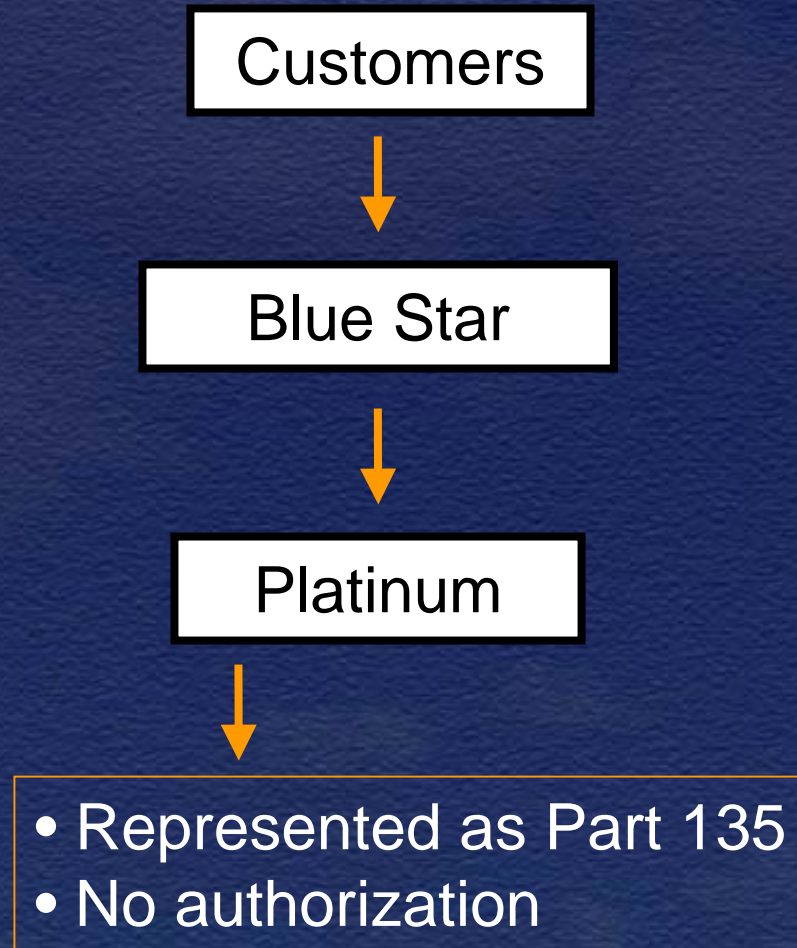 Customers
Blue Star
Platinum
• Represented as Part 135
• No authorization